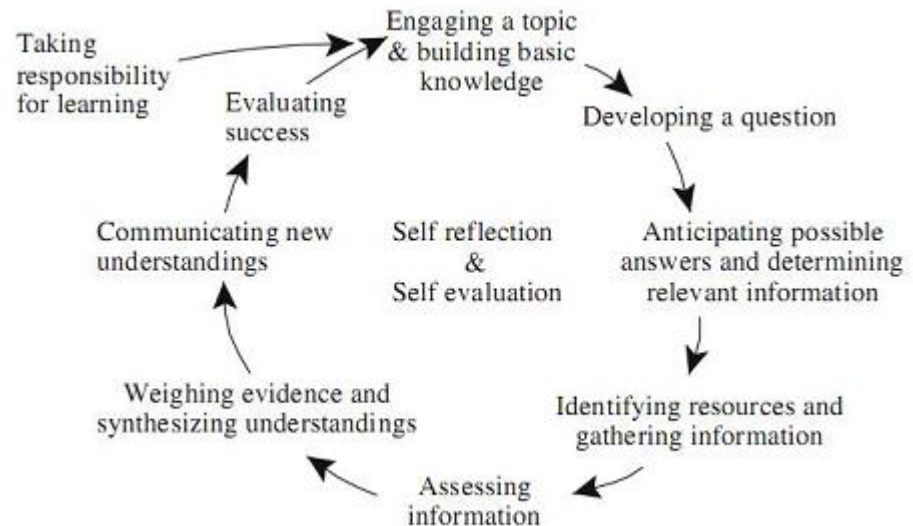 Taking
responsibility
for learning
Engaging a topic
& building basic
knowledge
Evaluating
success
Developing a question
Communicating new
understandings
Self reflection
&
Self evaluation
Anticipating possible
answers and determining
relevant information
Weighing evidence and
synthesizing understandings
Identifying resources and
gathering information
Assessing
information